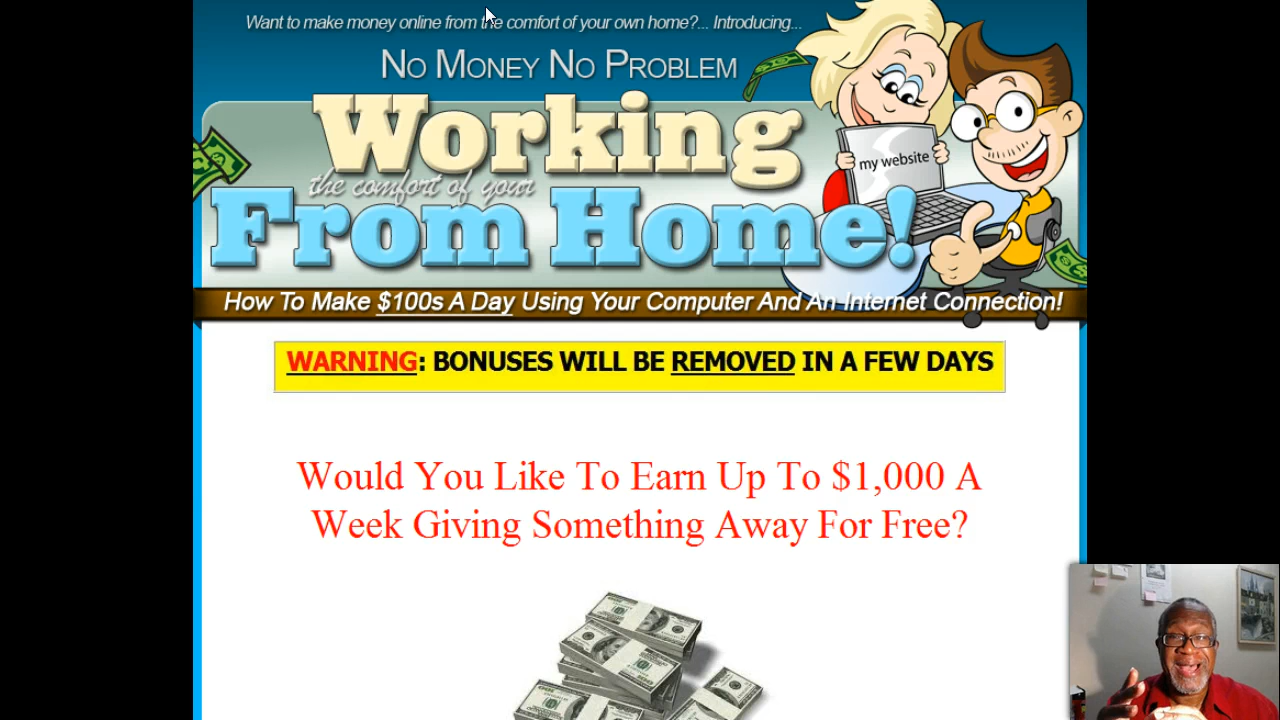 Want to make money online from the comfort of your own home?... Introducing...
No Money No Problem
Working
the comfort of your
From Home!
my website
How To Make $100s A Day Using Your Computer And An Internet Connection!
WARNING: BONUSES WILL BE REMOVED IN A FEW DAYS
Would You Like To Earn Up To $1,000 A
Week Giving Something Away For Free?